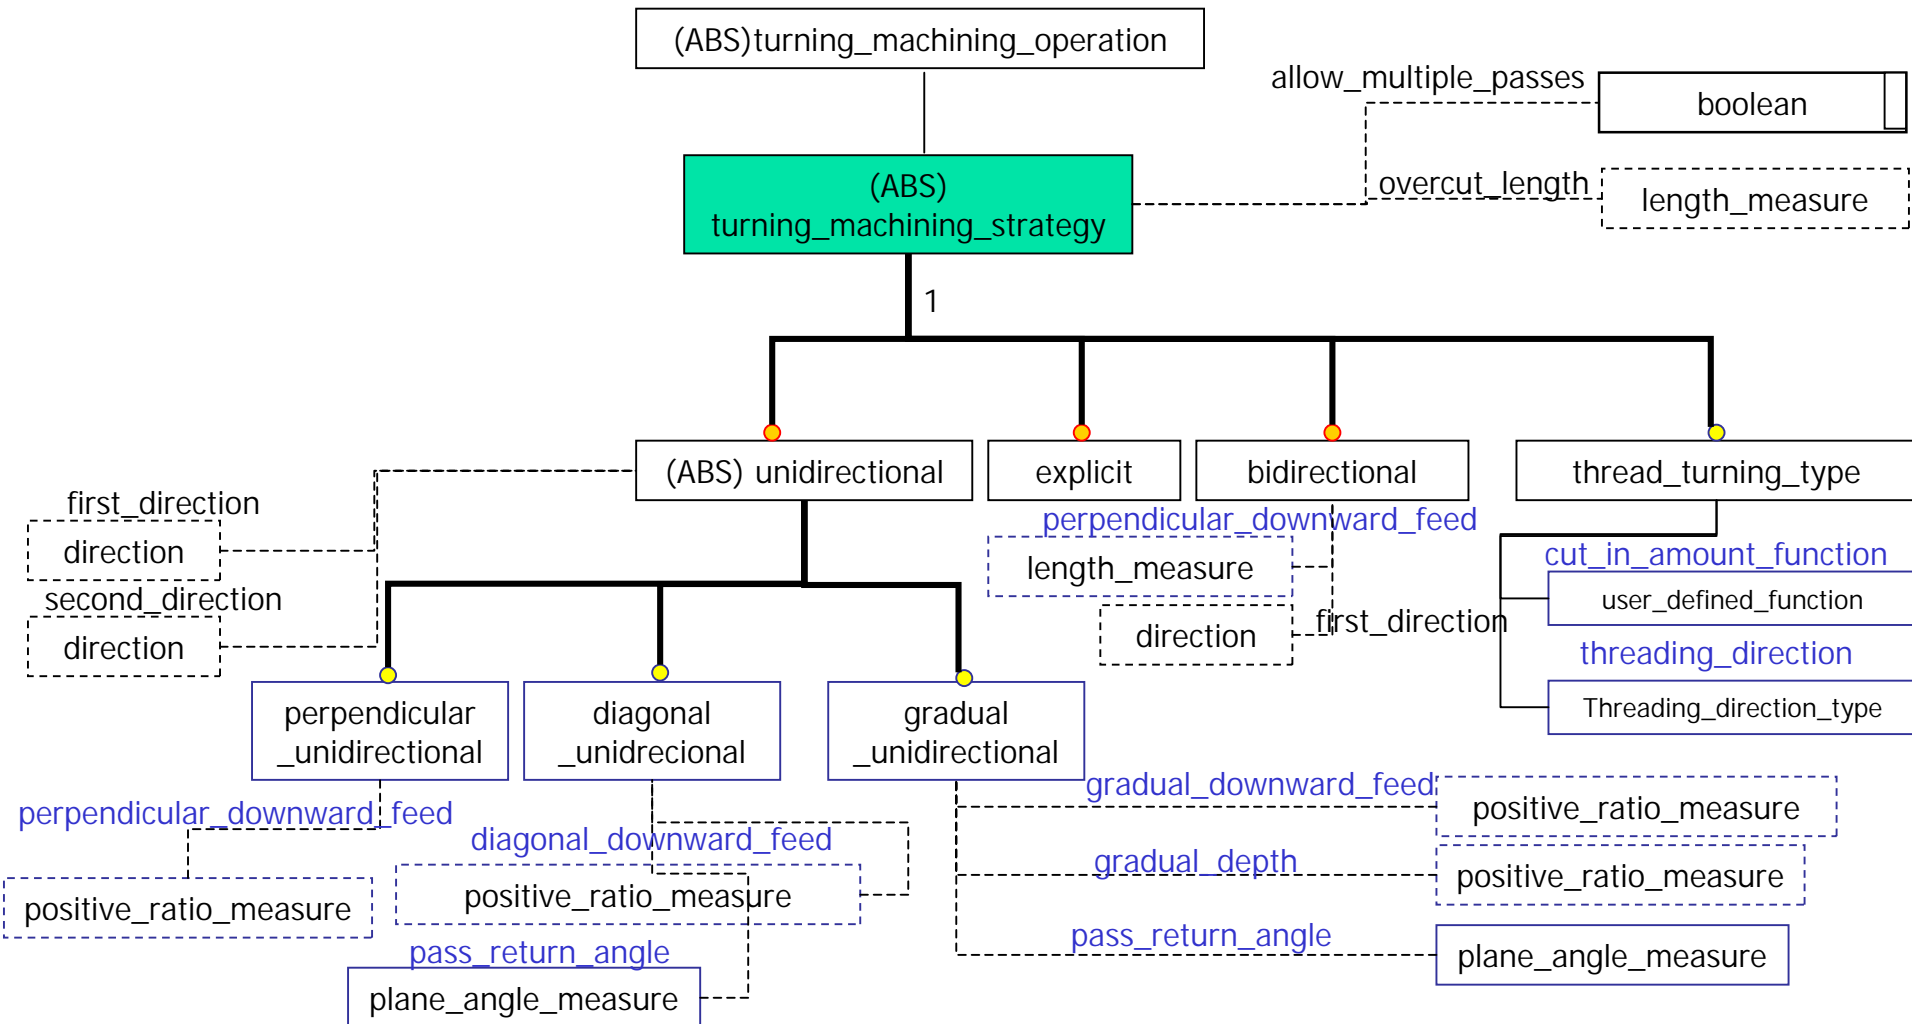 (ABS)turning_machining_operation
allow_multiple_passes
boolean
(ABS)
turning_machining_strategy
overcut_length
length_measure
1
(ABS) unidirectional
explicit
bidirectional
thread_turning_type
first_direction
direction
second_direction
direction
perpendicular_downward_feed
length_measure
direction
first_direction
cut_in_amount_function
user_defined_function
threading_direction
Threading_direction_type
perpendicular
_unidirectional
diagonal
_unidrecional
gradual
_unidirectional
perpendicular_downward_feed
positive_ratio_measure
diagonal_downward_feed
positive_ratio_measure
pass_return_angle
plane_angle_measure
gradual_downward_feed
positive_ratio_measure
gradual_depth
positive_ratio_measure
pass_return_angle
plane_angle_measure